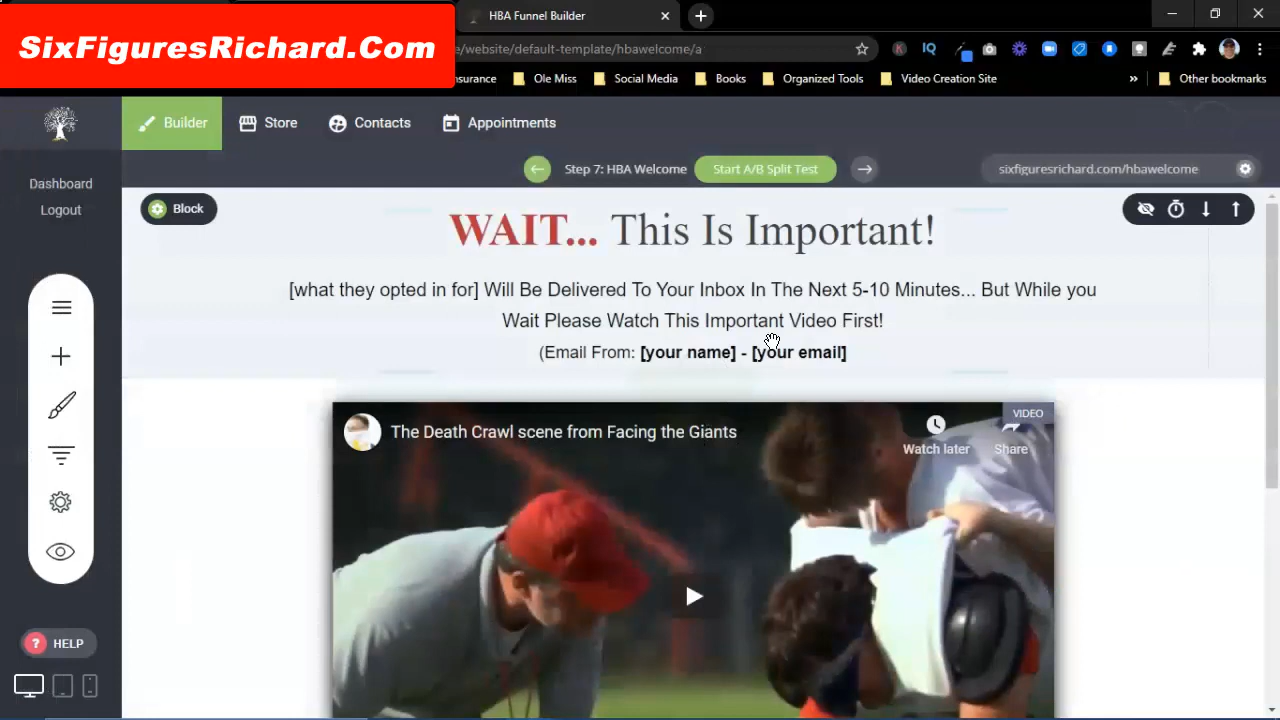 HBA Funnel Builder
SixFiguresRichard.Com
e/website/default-template/hbawelcome/a
IQ
surance
Ole Miss
Social Media
Books
Organized Tools
Video Creation Site
Other bookmarks
Builder
Store
Contacts
Appointments
Dashboard
Logout
Step 7: HBA Welcome
Start A/B Split Test
sixfiguresrichard.com/hbawelcome
Block
WAIT... This Is Important!
[what they opted in for] Will Be Delivered To Your Inbox In The Next 5-10 Minutes... But While you
Wait Please Watch This Important Video First!
(Email From: [your name] - [your email]
VIDEO
The Death Crawl scene from Facing the Giants
Watch later
Share
? HELP